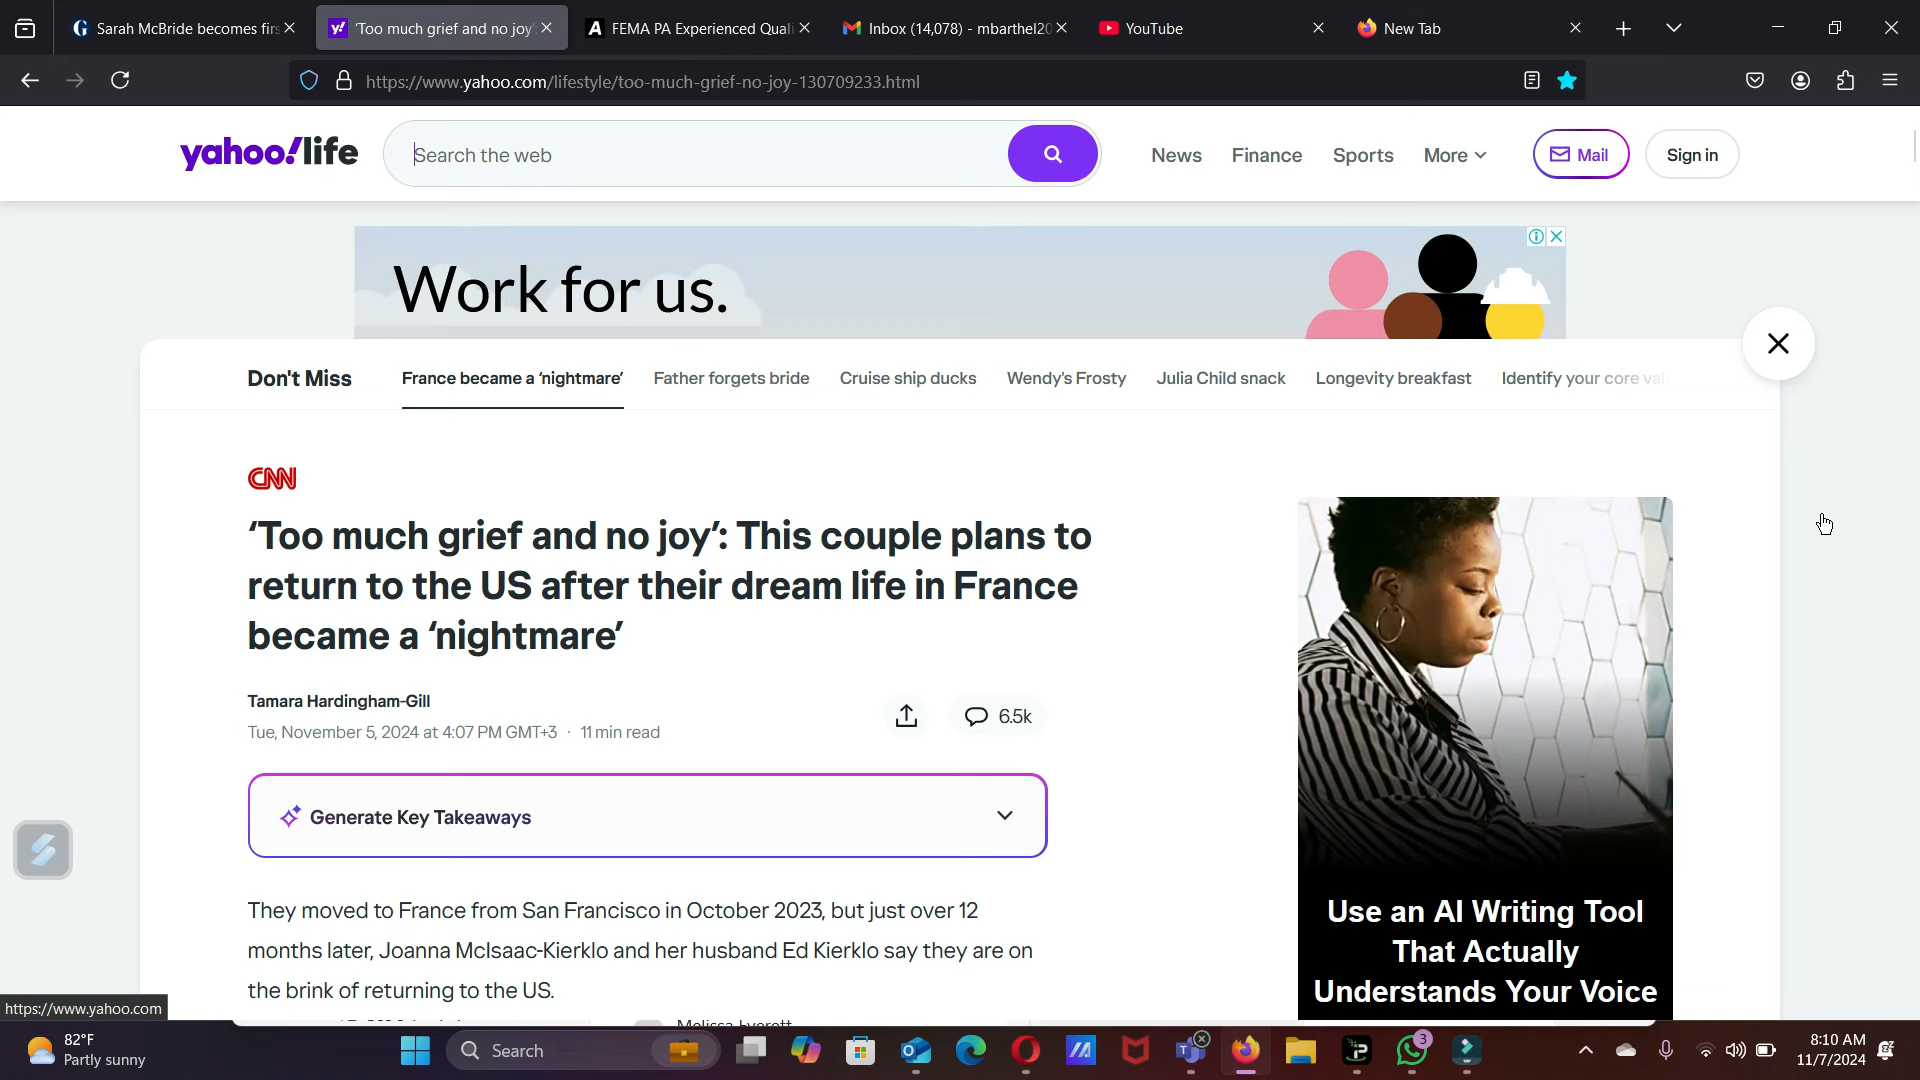 Sarah McBride becomes firs
'Too much grief and no joy'
FEMA PA Experienced Quali
Inbox (14,078) - mbarthel20
YouTube
New Tab
https://www.yahoo.com/lifestyle/too-much-grief-no-joy-130709233.html
yahoo!life
Search the web
News
Finance
Sports
More
Mail
Sign in
Work for us.
Don't Miss
France became a 'nightmare'
Father forgets bride
Cruise ship ducks
Wendy's Frosty
Julia Child snack
Longevity breakfast
Identify your core val
CNN
'Too much grief and no joy': This couple plans to
return to the US after their dream life in France
became a 'nightmare'
Tamara Hardingham-Gill
Tue, November 5, 2024 at 4:07 PM GMT+3 · 11 min read
6.5k
Generate Key Takeaways
They moved to France from San Francisco in October 2023, but just over 12
months later, Joanna McIsaac-Kierklo and her husband Ed Kierklo say they are on
the brink of returning to the US.
Use an AI Writing Tool
That Actually
Understands Your Voice
https://www.yahoo.com
Melissa Everett
82°F
Partly sunny
Search
3
8:10 AM
11/7/2024